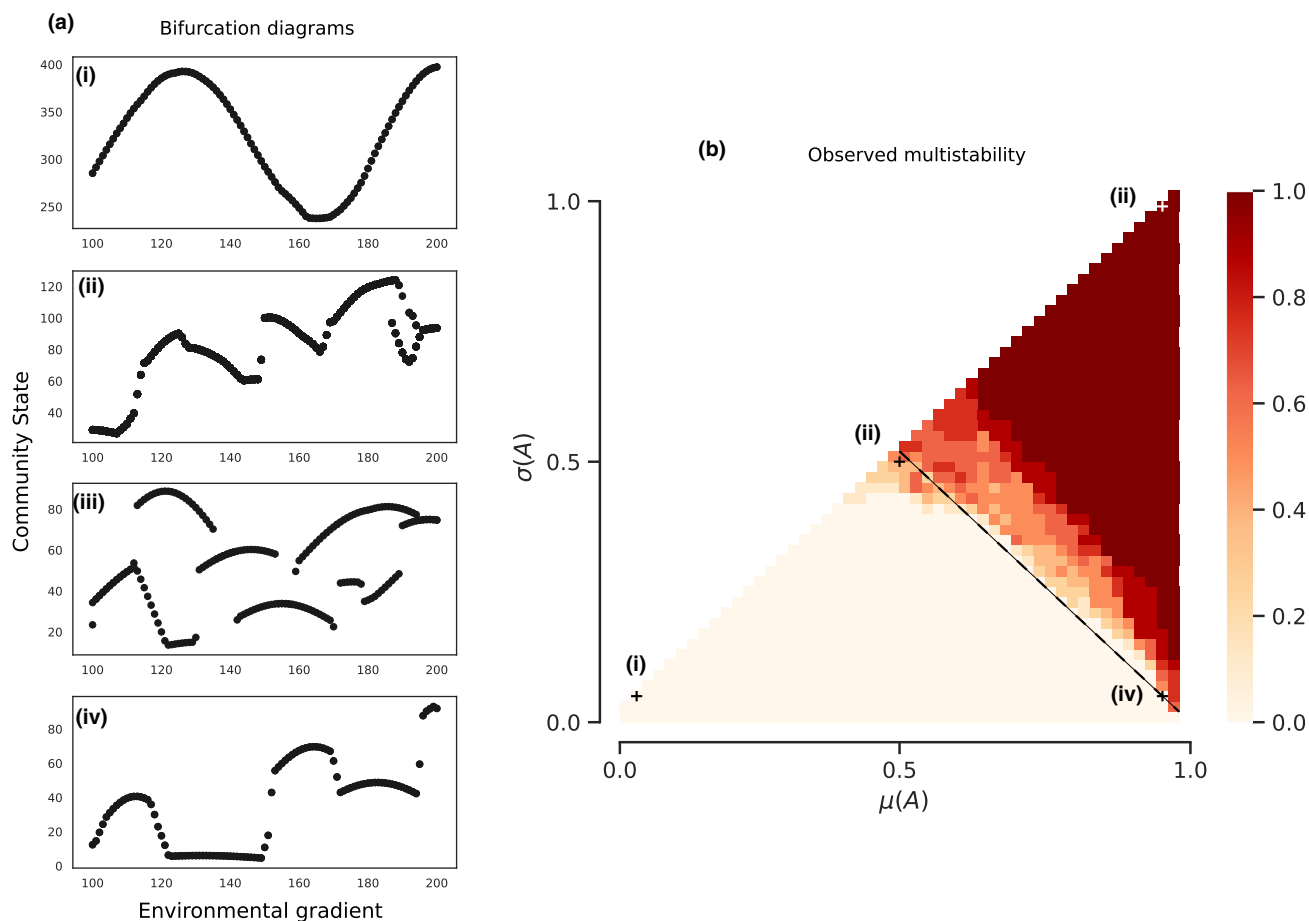 (a)
Bifurcation diagrams
(i)
400
350
300
250
100 120 140 160 180 200
(ii)
120
100
80
60
40
100 120 140 160 180 200
(iii)
80
60
40
20
100 120 140 160 180 200
(iv)
80
60
40
20
0
100 120 140 160 180 200
Community State
Environmental gradient
(b)
Observed multistability
(ii)
(ii)
(i)
(iv)
1.0
0.5
0.0
σ(A)
0.0 0.5 1.0
μ(A)
1.0
0.8
0.6
0.4
0.2
0.0